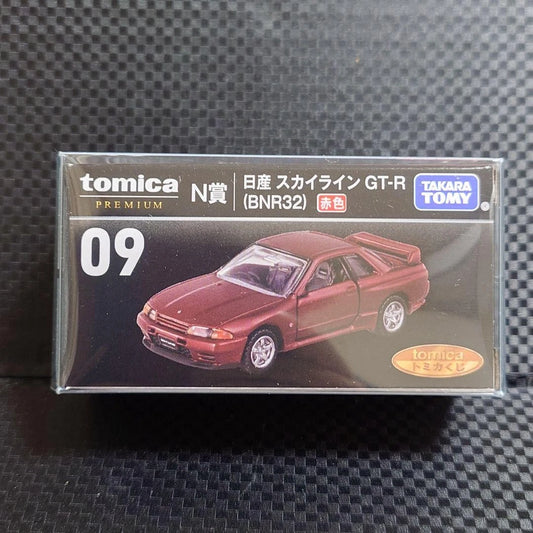 tomica
PREMIUM
N賞
日産 スカイライン GT-R
(BNR32) 赤色
TAKARA
TOMY
®
09
tomica
トミカくじ